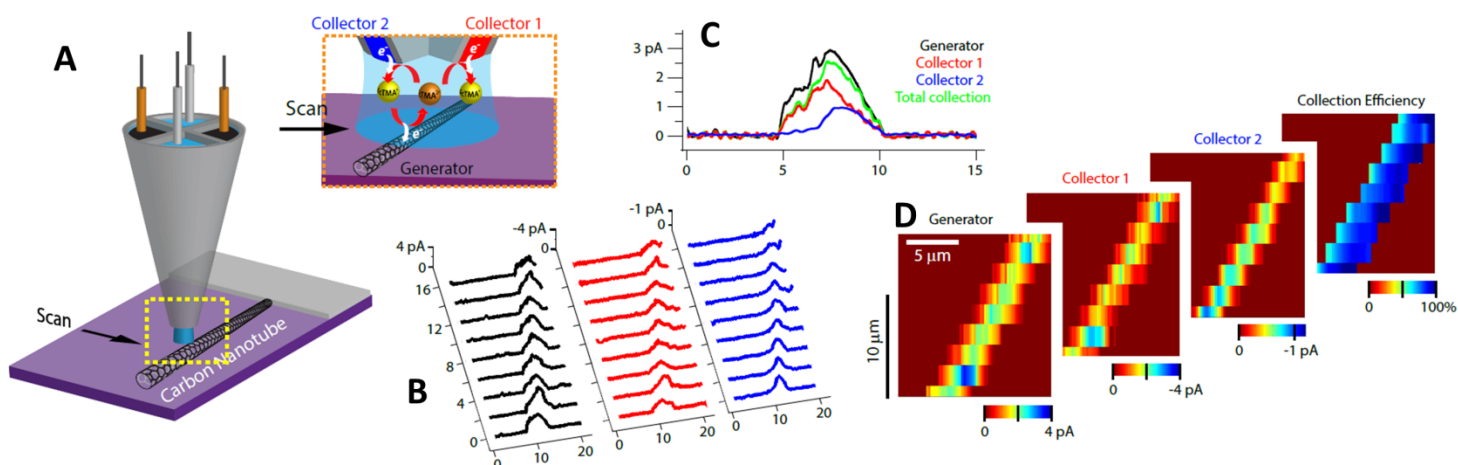 A
Scan
Carbon Nanotube
Collector 2
Collector 1
e-
e-
e-
Scan
Generator
B
4 pA
0
16
12
8
4
0
0
10
20
-4 pA
0
0
10
20
-1 pA
0
0
10
20
C
3 pA
2
1
0
0
5
10
15
Generator
Collector 1
Collector 2
Total collection
D
Generator
5 μm
10 μm
0
4 pA
Collector 1
0
-4 pA
Collector 2
0
-1 pA
Collection Efficiency
0
100%